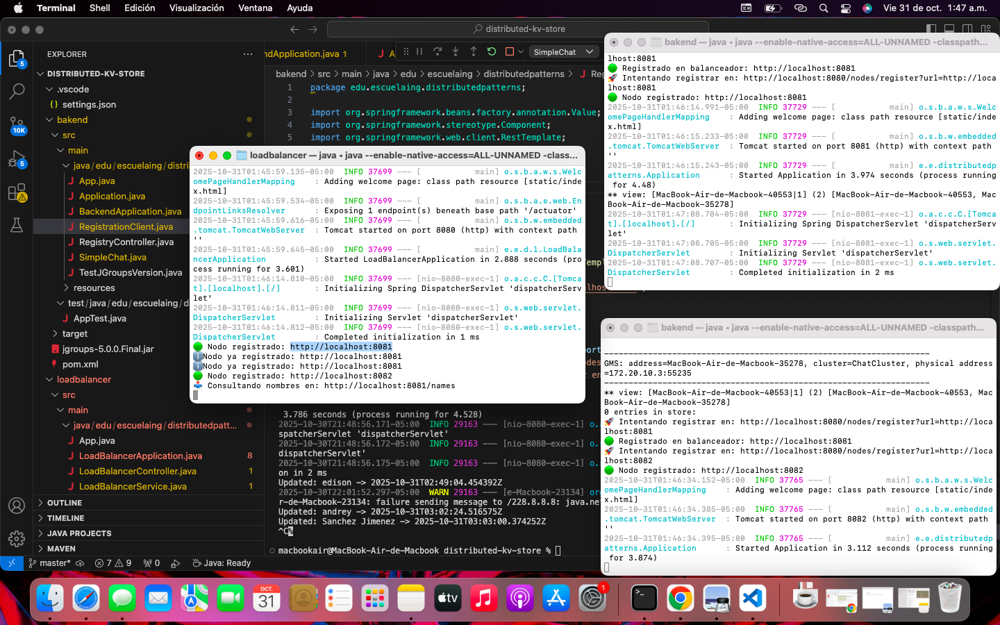 Terminal Shell Edición Visualización Ventana Ayuda
Vie 31 de oct. 1:47 a.m.
distributed-kv-store
EXPLORER
DISTRIBUTED-KV-STORE
.vscode
{} settings.json
bakend
src
main
java/edu/escuelaing/distri
J App.java
J Application.java
J BackendApplication.java
J RegistrationClient.java
J RegistryController.java
J SimpleChat.java
J TestJGroupsVersion.java
resources
test/java/edu/escuelaing/d
J AppTest.java
target
jgroups-5.0.0.Final.jar
pom.xml
loadbalancer
src
main
java/edu/escuelaing/distributedpatt...
J App.java
J LoadBalancerApplication.java 8
J LoadBalancerController.java 1
J LoadBalancerService.java 1
OUTLINE
TIMELINE
JAVA PROJECTS
MAVEN
5
10K
5
master* 7 9 0 Java: Ready
ndApplication.java 1
J A
SimpleChat
bakend > src > main > java > edu > escuelaing > distributedpatterns > J Re
1 package edu.escuelaing.distributedpatterns;
2
3 import org.springframework.beans.factory.annotation.Value;
4 import org.springframework.stereotype.Component;
5 import org.springframework.web.client.RestTemplate;
loadbalancer — java ◂ java --enable-native-access=ALL-UNNAMED -class...
2025-10-31T01:45:59.135-05:00 INFO 37699 --- [ main] o.s.b.a.w.s.Welc
omePageHandlerMapping : Adding welcome page: class path resource [static/inde
x.html]
2025-10-31T01:45:59.534-05:00 INFO 37699 --- [ main] o.s.b.a.e.web.En
dpointLinksResolver : Exposing 1 endpoint(s) beneath base path '/actuator'
2025-10-31T01:45:59.616-05:00 INFO 37699 --- [ main] o.s.b.w.embedded
.tomcat.TomcatWebServer : Tomcat started on port 8080 (http) with context path
''
2025-10-31T01:45:59.645-05:00 INFO 37699 --- [ main] e.e.d.l.LoadBala
ncerApplication : Started LoadBalancerApplication in 2.888 seconds (pro
cess running for 3.601)
2025-10-31T01:46:14.810-05:00 INFO 37699 --- [nio-8080-exec-1] o.a.c.c.C.[Tomca
t].[localhost].[/] : Initializing Spring DispatcherServlet 'dispatcherServ
let'
2025-10-31T01:46:14.811-05:00 INFO 37699 --- [nio-8080-exec-1] o.s.web.servlet.
DispatcherServlet : Initializing Servlet 'dispatcherServlet'
2025-10-31T01:46:14.812-05:00 INFO 37699 --- [nio-8080-exec-1] o.s.web.servlet.
DispatcherServlet : Completed initialization in 1 ms
🟢 Nodo registrado: http://localhost:8081
ℹ️Nodo ya registrado: http://localhost:8081
ℹ️Nodo ya registrado: http://localhost:8081
🟢 Nodo registrado: http://localhost:8082
📥 Consultando nombres en: http://localhost:8081/names
3.786 seconds (process running for 4.528)
2025-10-30T21:48:56.171-05:00 INFO 29163 --- [nio-8080-exec-1] o.
spatcherServlet 'dispatcherServlet'
2025-10-30T21:48:56.172-05:00 INFO 29163 --- [nio-8080-exec-1] o.s
dispatcherServlet'
2025-10-30T21:48:56.175-05:00 INFO 29163 --- [nio-8080-exec-1] o.s
on in 2 ms
Updated: edison -> 2025-10-31T02:49:04.454392Z
2025-10-30T22:01:52.297-05:00 WARN 29163 --- [e-Macbook-23134] org
r-de-Macbook-23134: failure sending message to /228.8.8.8: java.net
Updated: andrey -> 2025-10-31T03:02:24.516575Z
Updated: Sanchez Jimenez -> 2025-10-31T03:03:00.374252Z
^C%
macbookair@MacBook-Air-de-Macbook distributed-kv-store %
bakend — java ◂ java --enable-native-access=ALL-UNNAMED -classpath...
lhost:8081
🟢 Registrado en balanceador: http://localhost:8081
🚀 Intentando registrar en: http://localhost:8080/nodes/register?url=http://loca
lhost:8081
🟢 Nodo registrado: http://localhost:8081
2025-10-31T01:46:14.991-05:00 INFO 37729 --- [ main] o.s.b.a.w.s.Welc
omePageHandlerMapping : Adding welcome page: class path resource [static/inde
x.html]
2025-10-31T01:46:15.233-05:00 INFO 37729 --- [ main] o.s.b.w.embedded
.tomcat.TomcatWebServer : Tomcat started on port 8081 (http) with context path
''
2025-10-31T01:46:15.243-05:00 INFO 37729 --- [ main] e.e.distributedp
atterns.Application : Started Application in 3.974 seconds (process running
for 4.48)
** view: [MacBook-Air-de-Macbook-40553|1] (2) [MacBook-Air-de-Macbook-40553, Mac
Book-Air-de-Macbook-35278]
2025-10-31T01:47:08.704-05:00 INFO 37729 --- [nio-8081-exec-1] o.a.c.c.C.[Tomca
t].[localhost].[/] : Initializing Spring DispatcherServlet 'dispatcherServ
let'
2025-10-31T01:47:08.705-05:00 INFO 37729 --- [nio-8081-exec-1] o.s.web.servlet.
DispatcherServlet : Initializing Servlet 'dispatcherServlet'
2025-10-31T01:47:08.707-05:00 INFO 37729 --- [nio-8081-exec-1] o.s.web.servlet.
DispatcherServlet : Completed initialization in 2 ms
bakend — java ◂ java --enable-native-access=ALL-UNNAMED -classpath...
-------------------------------------------------------------------
GMS: address=MacBook-Air-de-Macbook-35278, cluster=ChatCluster, physical address
=172.20.10.3:55235
-------------------------------------------------------------------
** view: [MacBook-Air-de-Macbook-40553|1] (2) [MacBook-Air-de-Macbook-40553, Mac
Book-Air-de-Macbook-35278]
0 entries in store:
🚀 Intentando registrar en: http://localhost:8080/nodes/register?url=http://loca
lhost:8081
🟢 Registrado en balanceador: http://localhost:8081
🚀 Intentando registrar en: http://localhost:8080/nodes/register?url=http://loca
lhost:8082
🟢 Nodo registrado: http://localhost:8082
2025-10-31T01:46:34.152-05:00 INFO 37765 --- [ main] o.s.b.a.w.s.Welc
omePageHandlerMapping : Adding welcome page: class path resource [static/inde
x.html]
2025-10-31T01:46:34.385-05:00 INFO 37765 --- [ main] o.s.b.w.embedded
.tomcat.TomcatWebServer : Tomcat started on port 8082 (http) with context path
''
2025-10-31T01:46:34.395-05:00 INFO 37765 --- [ main] e.e.distributedp
atterns.Application : Started Application in 3.112 seconds (process running
for 3.874)
OCT.
31
tv
1